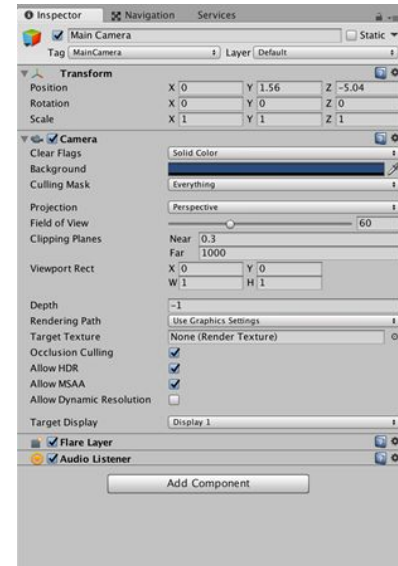 Inspector Navigation Services
Main Camera Static
Tag MainCamera Layer Default
Transform
Position X 0 Y 1.56 Z -5.04
Rotation X 0 Y 0 Z 0
Scale X 1 Y 1 Z 1
Camera
Clear Flags Solid Color
Background
Culling Mask Everything
Projection Perspective
Field of View 60
Clipping Planes Near 0.3
Far 1000
Viewport Rect X 0 Y 0
W 1 H 1
Depth -1
Rendering Path Use Graphics Settings
Target Texture None (Render Texture)
Occlusion Culling
Allow HDR
Allow MSAA
Allow Dynamic Resolution
Target Display Display 1
Flare Layer
Audio Listener
Add Component